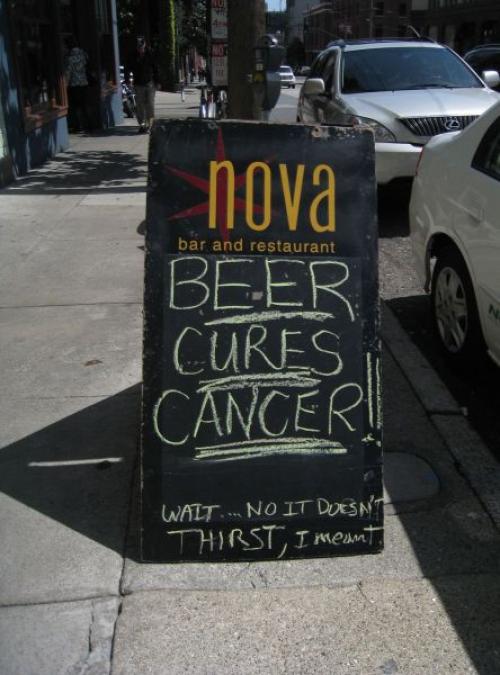 nova
bar and restaurant
BEER
CURES
CANCER!!
WAIT.... NO IT DOESN'T
THIRST, I meant.